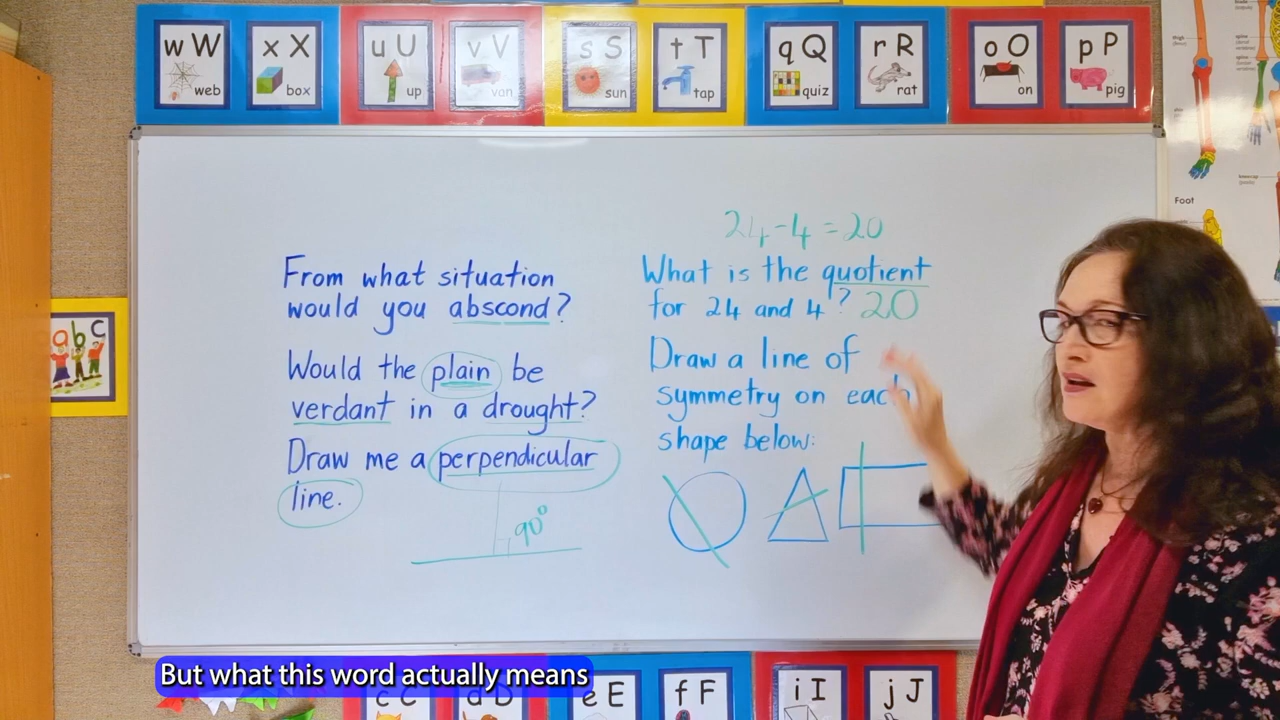 w W
x X
u U
v V
s S
t T
q Q
r R
o O
p P
web
box
up
van
sun
tap
quiz
rat
on
pig
Foot
24-4=20
From what situation
would you abscond?
What is the quotient
for 24 and 4? 20
Would the plain be
verdant in a drought?
Draw me a perpendicular
line.
90°
Draw a line of
symmetry on each
shape below:
abc
But what this word actually means
c C
d D
e E
f F
i I
j J